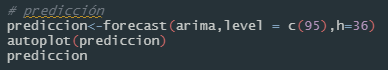 # predicción
prediccion<-forecast(arima,level = c(95),h=36)
autoplot(prediccion)
prediccion